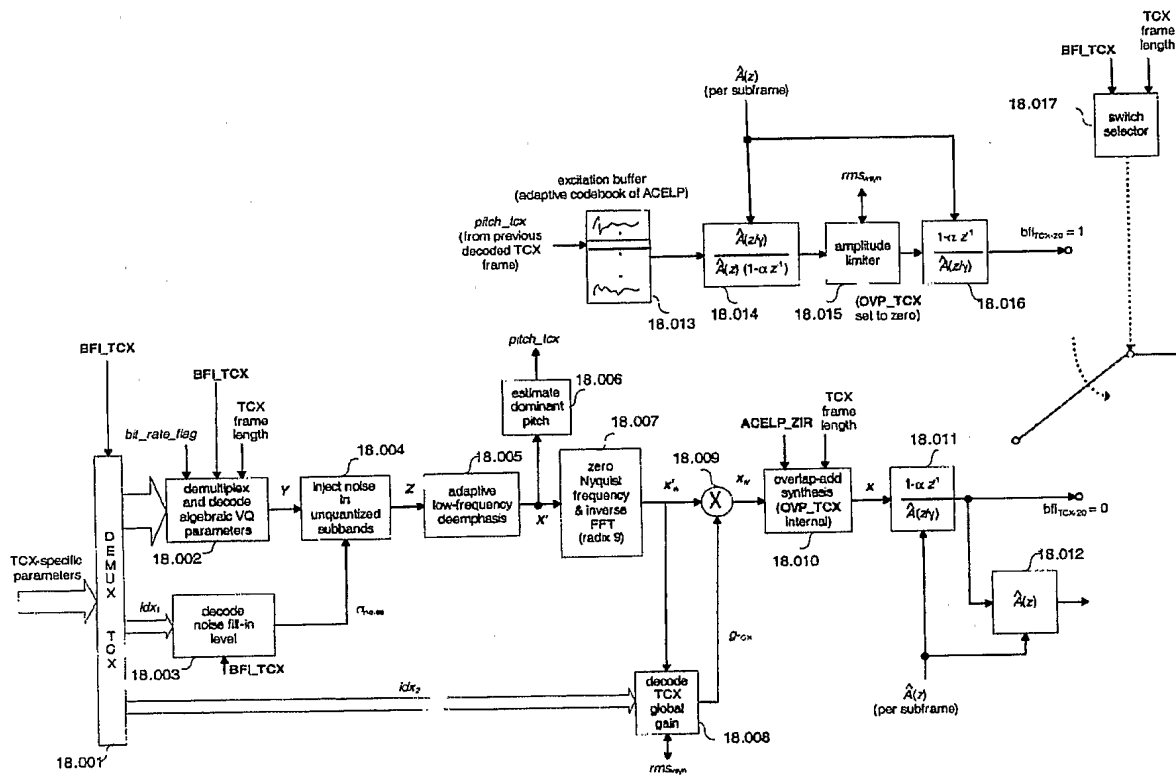 TCX
frame
length
BFI_TCX
18.017
switch
selector
Â(z)
(per subframe)
excitation buffer
(adaptive codebook of ACELP)
pitch_tcx
(from previous
decoded TCX
frame)
18.013
Â(z/γ)
Â(z) (1-α z⁻¹)
18.014
amplitude
limiter
18.015
(OVP_TCX
set to zero)
1-α z⁻¹
Â(z/γ)
18.016
bfi_TCX-20 = 1
BFI_TCX
BFI_TCX
TCX
frame
length
bit_rate_flag
demultiplex
and decode
algebraic VQ
parameters
18.002
Y
18.004
inject noise
in
unquantized
subbands
Z
18.005
adaptive
low-frequency
deemphasis
X'
pitch_tcx
18.006
estimate
dominant
pitch
18.007
zero
Nyquist
frequency
& inverse
FFT
(radix 9)
x'w
18.009
X
xw
ACELP_ZIR
TCX
frame
length
overlap-add
synthesis
(OVP_TCX
internal)
18.010
x
18.011
1-α z⁻¹
Â(z/γ)
bfi_TCX-20 = 0
18.012
Â(z)
Â(z)
(per subframe)
TCX-specific
parameters
DEMUX TCX
18.001
idx₁
decode
noise fill-in
level
18.003
BFI_TCX
σnoise
idx₂
gTCX
decode
TCX
global
gain
18.008